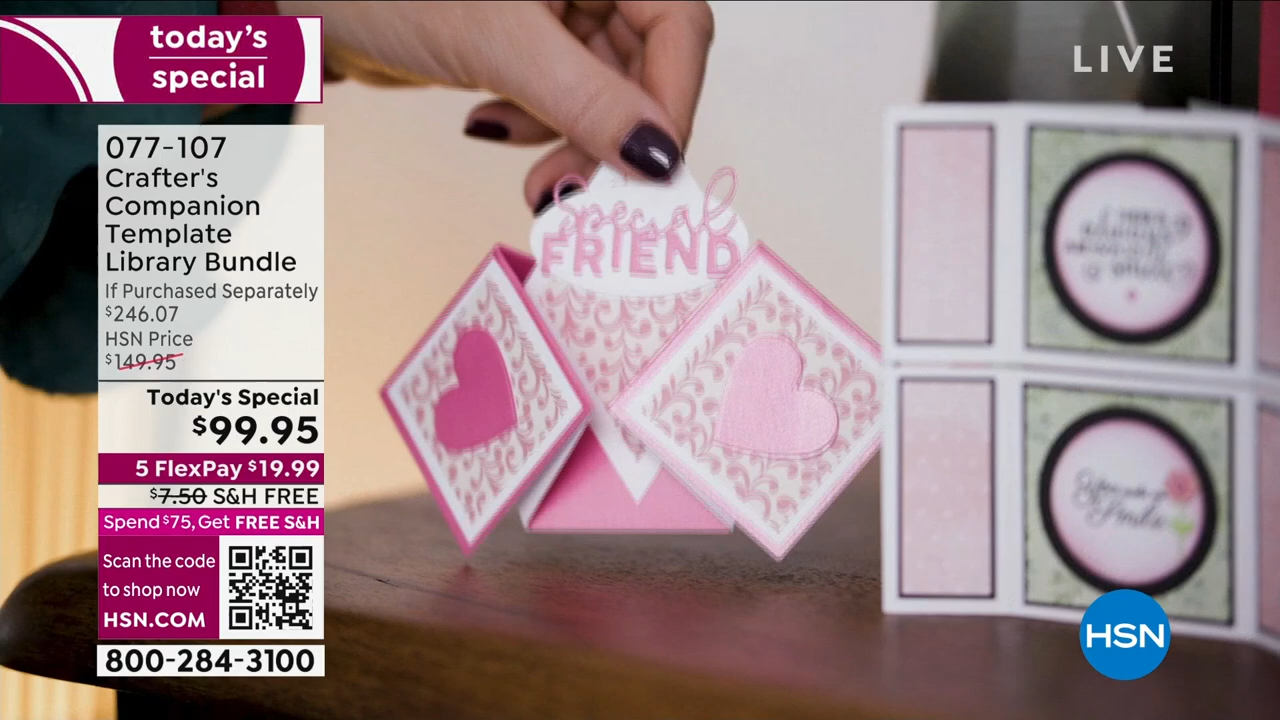 today's
special
LIVE
077-107
Crafter's
Companion
Template
Library Bundle
If Purchased Separately
$246.07
HSN Price
$149.95
Today's Special
$99.95
5 FlexPay $19.99
$7.50 S&H FREE
Spend $75, Get FREE S&H
Scan the code
to shop now
HSN.COM
800-284-3100
Special
FRIEND
HSN